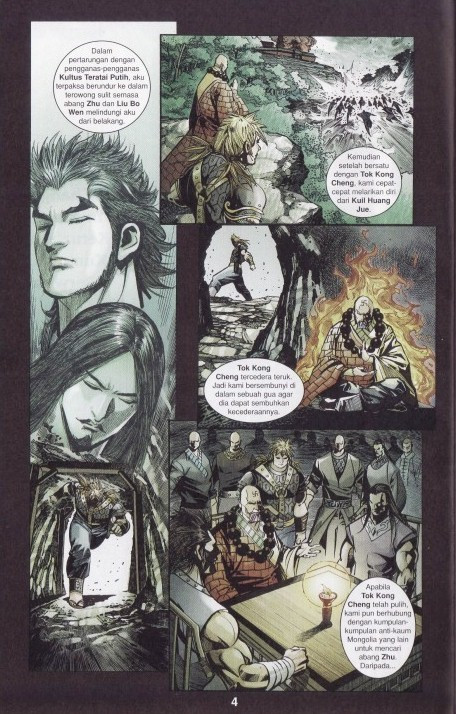 Dalam
pertarungan dengan
pengganas-pengganas
Kultus Teratai Putih, aku
terpaksa berundur ke dalam
terowong sulit semasa
abang Zhu dan Liu Bo
Wen melindungi aku
dari belakang.
Kemudian
setelah bersatu
dengan Tok Kong
Cheng, kami cepat-
cepat melarikan diri
dari Kuil Huang
Jue.
Tok Kong
Cheng tercedera teruk.
Jadi kami bersembunyi di
dalam sebuah gua agar
dia dapat sembuhkan
kecederaannya.
Apabila
Tok Kong
Cheng telah pulih,
kami pun berhubung
dengan kumpulan-
kumpulan anti-kaum
Mongolia yang lain
untuk mencari
abang Zhu.
Daripada...
4